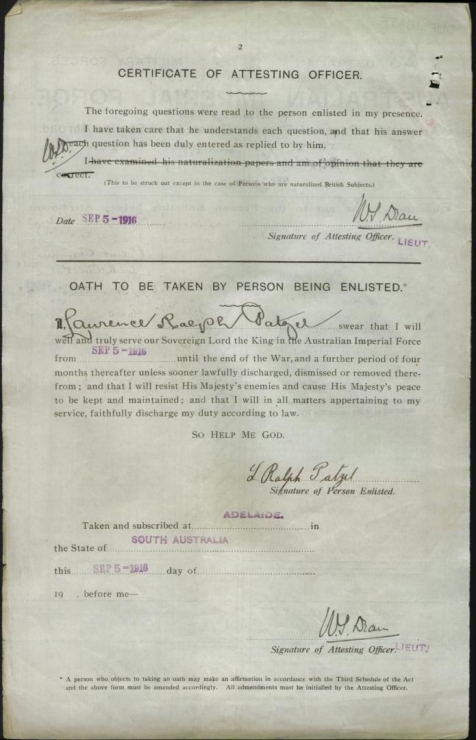 2
CERTIFICATE OF ATTESTING OFFICER.
The foregoing questions were read to the person enlisted in my presence.
I have taken care that he understands each question, and that his answer
each question has been duly entered as replied to by him.
I have examined his naturalization papers and am of opinion that they are
correct.
(This to be struck out except in the case of Persons who are naturalized British Subjects.)
Date SEP 5-1916
Signature of Attesting Officer. LIEUT.
OATH TO BE TAKEN BY PERSON BEING ENLISTED.*
I, Lawrence Ralph Patzel swear that I will
well and truly serve our Sovereign Lord the King in the Australian Imperial Force
from SEP 5-1916 until the end of the War, and a further period of four
months thereafter unless sooner lawfully discharged, dismissed or removed there-
from; and that I will resist His Majesty's enemies and cause His Majesty's peace
to be kept and maintained; and that I will in all matters appertaining to my
service, faithfully discharge my duty according to law.
SO HELP ME GOD.
L Ralph Patzel
Signature of Person Enlisted.
Taken and subscribed at ADELAIDE. in
the State of SOUTH AUSTRALIA
this SEP 5-1916 day of
19 . before me—
Signature of Attesting Officer. LIEUT.
* A person who objects to taking an oath may make an affirmation in accordance with the Third Schedule of the Act
and the above form must be amended accordingly. All admendments must be initialled by the Attesting Officer.